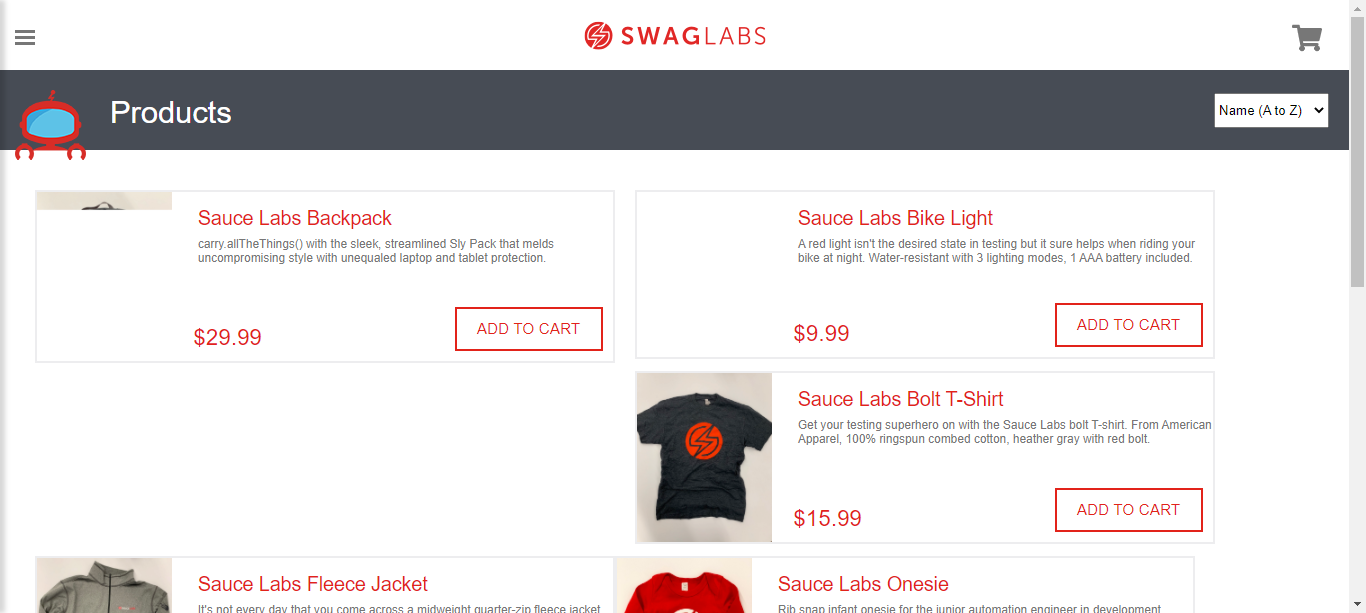 SWAGLABS
Products
Name (A to Z)
Sauce Labs Backpack
carry.allTheThings() with the sleek, streamlined Sly Pack that melds
uncompromising style with unequaled laptop and tablet protection.
$29.99
ADD TO CART
Sauce Labs Bike Light
A red light isn't the desired state in testing but it sure helps when riding your
bike at night. Water-resistant with 3 lighting modes, 1 AAA battery included.
$9.99
ADD TO CART
Sauce Labs Bolt T-Shirt
Get your testing superhero on with the Sauce Labs bolt T-shirt. From American
Apparel, 100% ringspun combed cotton, heather gray with red bolt.
$15.99
ADD TO CART
Sauce Labs Fleece Jacket
It's not every day that you come across a midweight quarter-zip fleece jacket
Sauce Labs Onesie
Rib snap infant onesie for the junior automation engineer in development